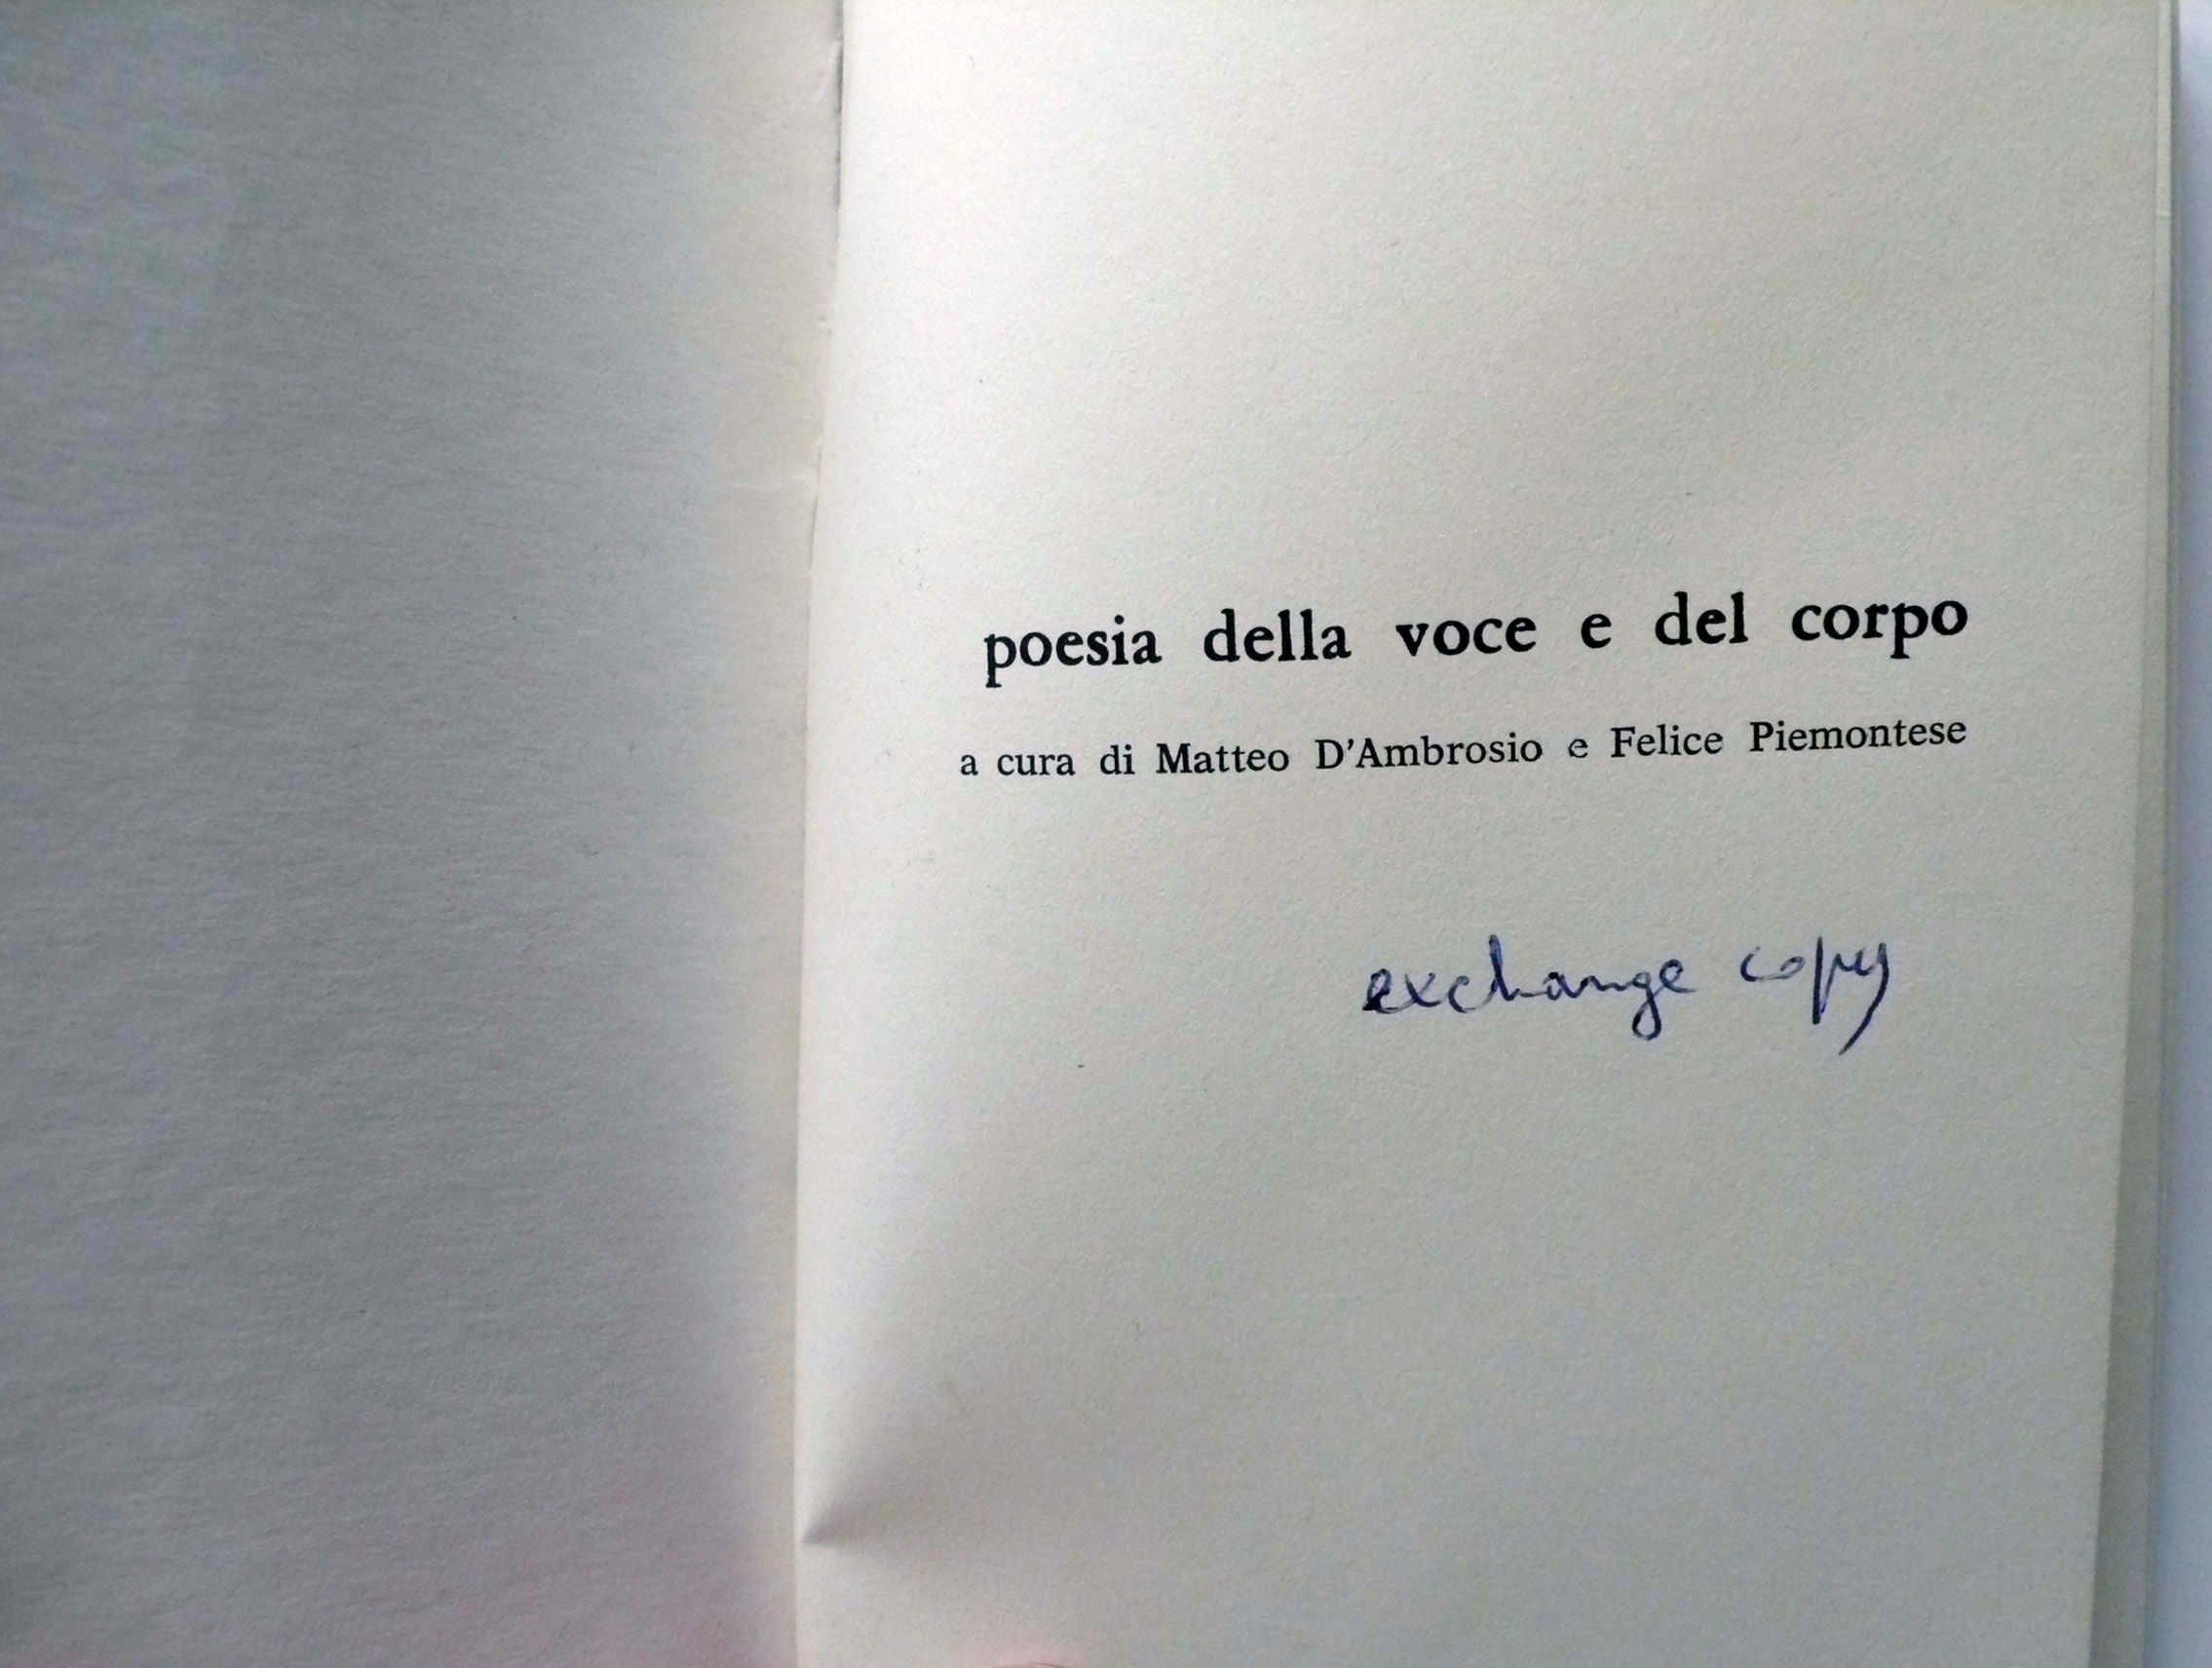 poesia della voce e del corpo
a cura di Matteo D'Ambrosio e Felice Piemontese
exchange copy